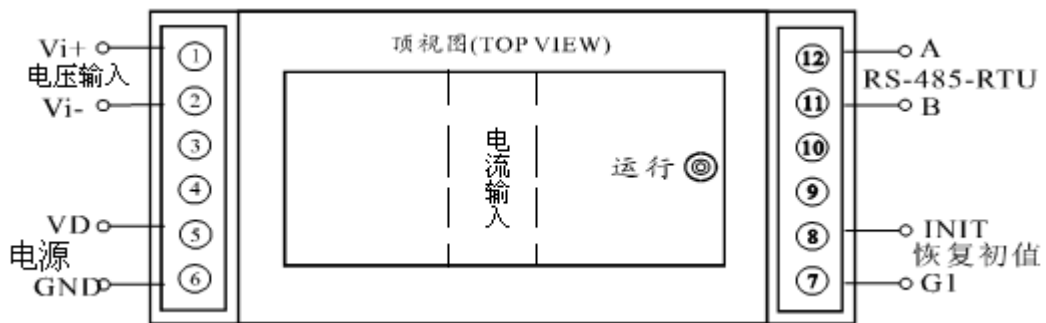 顶视图(TOP VIEW)
Vi+
电压输入
Vi-
VD
电源
GND
①
②
③
④
⑤
⑥
电流输入
运行
⑫
⑪
⑩
⑨
⑧
⑦
A
RS-485-RTU
B
INIT
恢复初值
G1